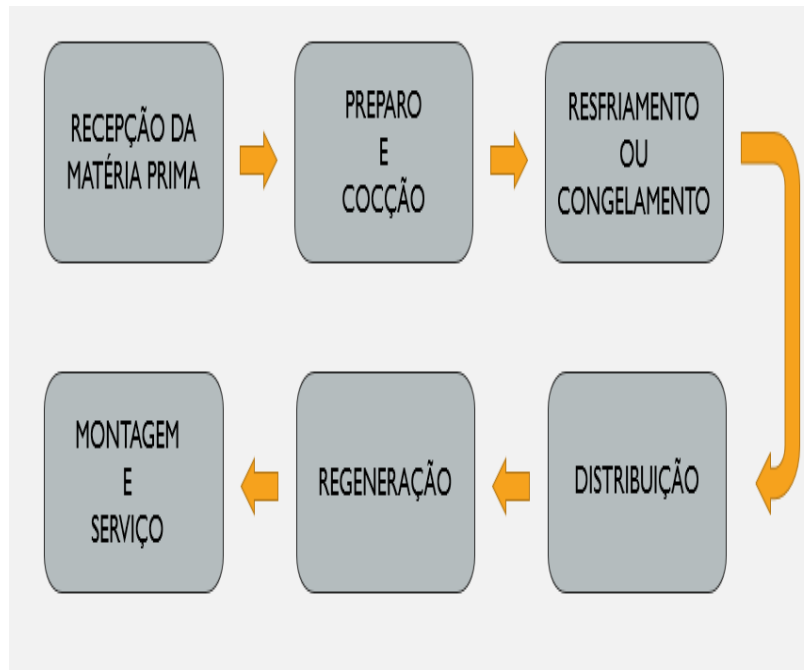 RECEPÇÃO DA
MATÉRIA PRIMA
PREPARO
E
COCÇÃO
RESFRIAMENTO
OU
CONGELAMENTO
DISTRIBUIÇÃO
REGENERAÇÃO
MONTAGEM
E
SERVIÇO